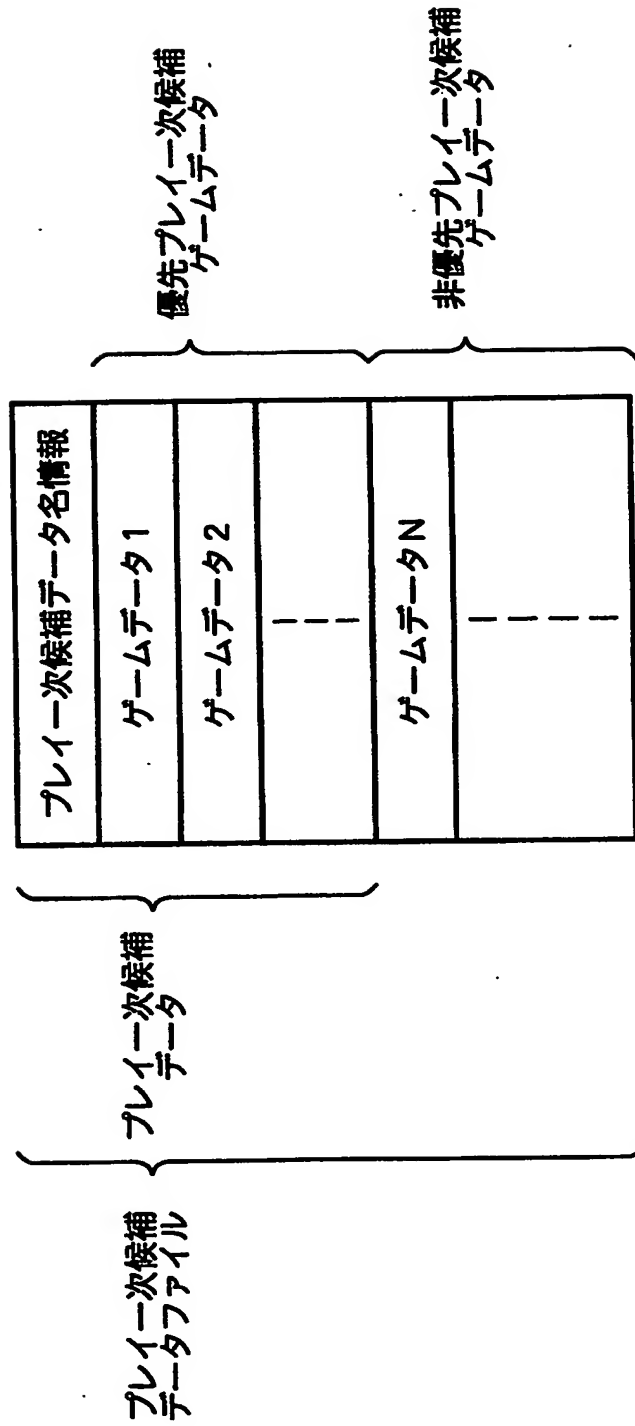 プレイ一次候補
データファイル
プレイ一次候補
データ
プレイ一次候補データ名情報
ゲームデータ1
ゲームデータ2
ゲームデータN
優先プレイ一次候補
ゲームデータ
非優先プレイ一次候補
ゲームデータ